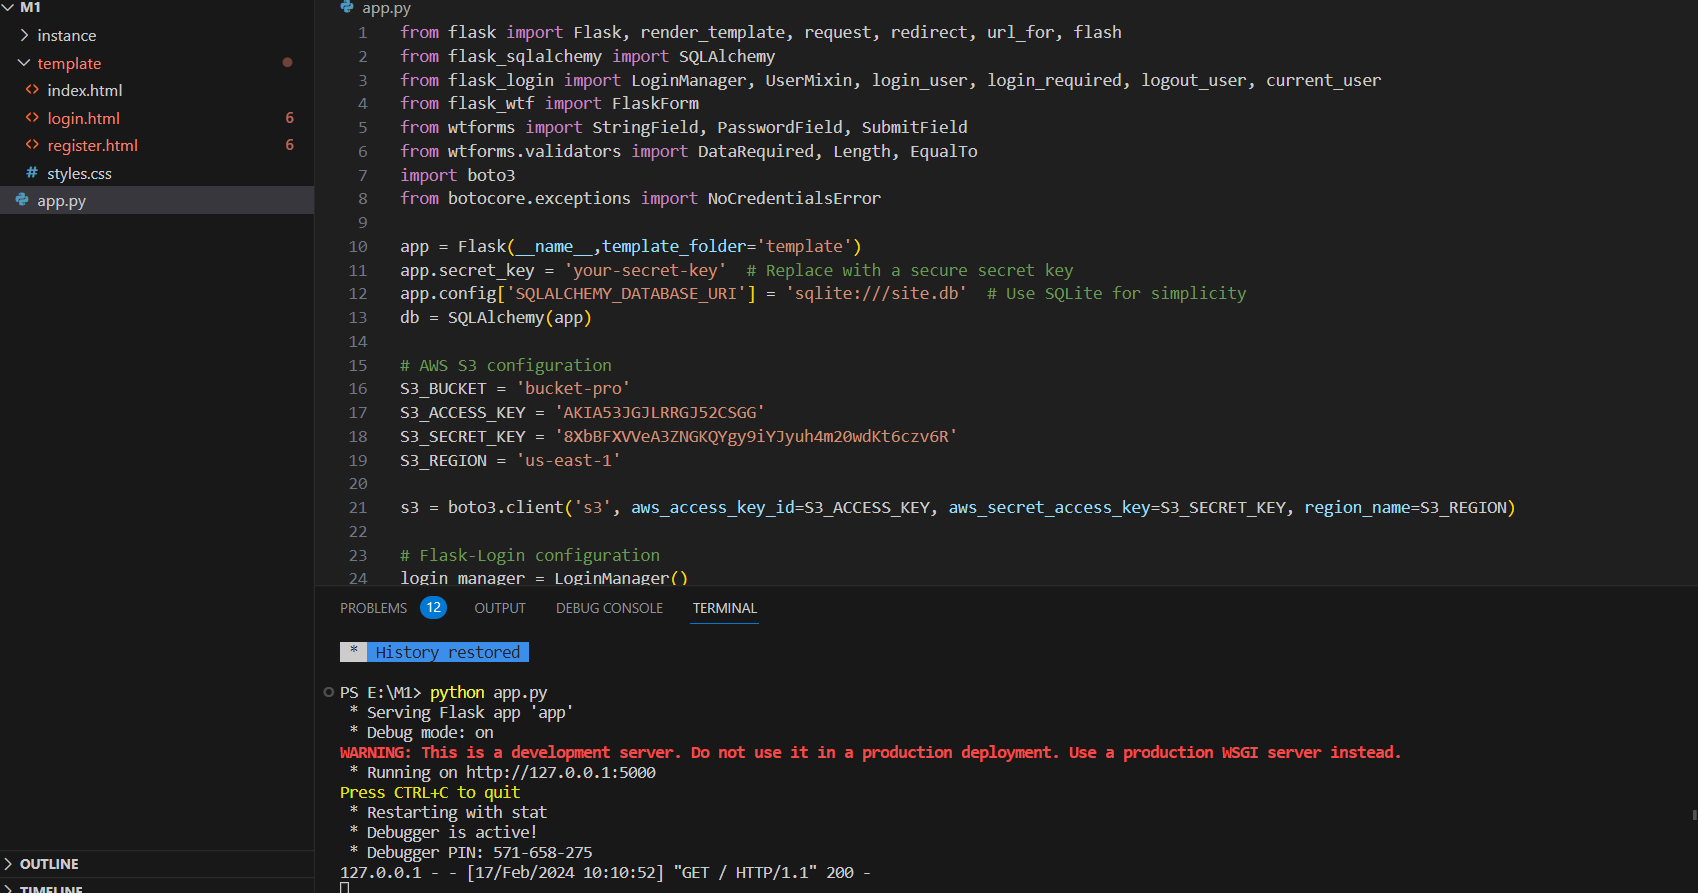 M1
instance
template
index.html
login.html 6
register.html 6
# styles.css
app.py
OUTLINE
TIMELINE
app.py
1 from flask import Flask, render_template, request, redirect, url_for, flash
2 from flask_sqlalchemy import SQLAlchemy
3 from flask_login import LoginManager, UserMixin, login_user, login_required, logout_user, current_user
4 from flask_wtf import FlaskForm
5 from wtforms import StringField, PasswordField, SubmitField
6 from wtforms.validators import DataRequired, Length, EqualTo
7 import boto3
8 from botocore.exceptions import NoCredentialsError
9
10 app = Flask(__name__,template_folder='template')
11 app.secret_key = 'your-secret-key'  # Replace with a secure secret key
12 app.config['SQLALCHEMY_DATABASE_URI'] = 'sqlite:///site.db'  # Use SQLite for simplicity
13 db = SQLAlchemy(app)
14
15 # AWS S3 configuration
16 S3_BUCKET = 'bucket-pro'
17 S3_ACCESS_KEY = 'AKIA53JGJLRRGJ52CSGG'
18 S3_SECRET_KEY = '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'
19 S3_REGION = 'us-east-1'
20
21 s3 = boto3.client('s3', aws_access_key_id=S3_ACCESS_KEY, aws_secret_access_key=S3_SECRET_KEY, region_name=S3_REGION)
22
23 # Flask-Login configuration
24 login_manager = LoginManager()
PROBLEMS 12 OUTPUT DEBUG CONSOLE TERMINAL
* History restored
PS E:\M1> python app.py
* Serving Flask app 'app'
* Debug mode: on
WARNING: This is a development server. Do not use it in a production deployment. Use a production WSGI server instead.
* Running on http://127.0.0.1:5000
Press CTRL+C to quit
* Restarting with stat
* Debugger is active!
* Debugger PIN: 571-658-275
127.0.0.1 - - [17/Feb/2024 10:10:52] "GET / HTTP/1.1" 200 -